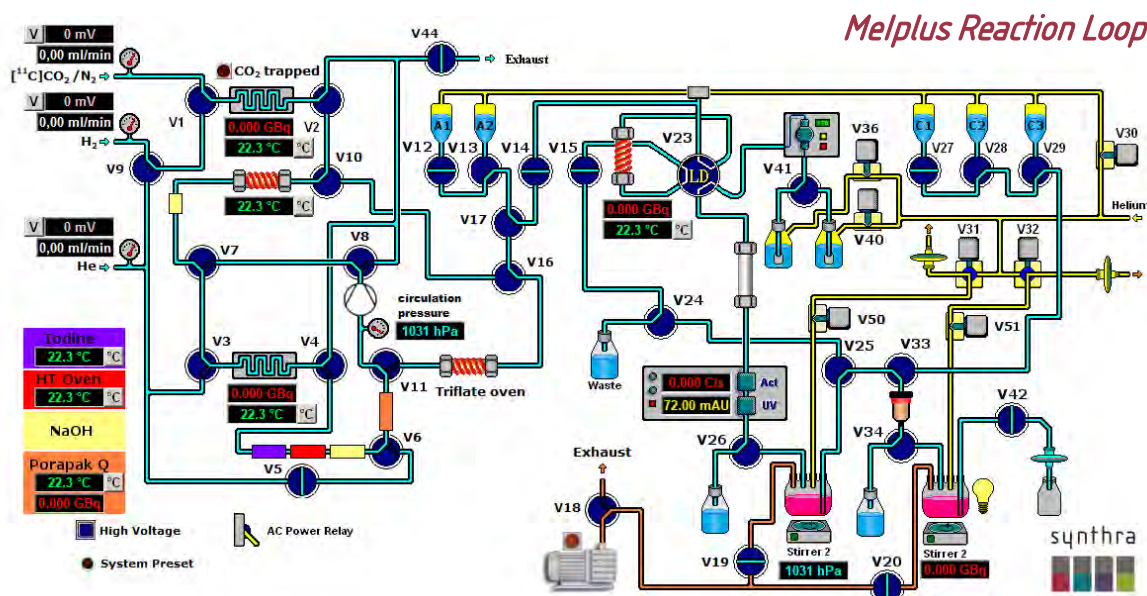 Melplus Reaction Loop
V 0 mV
0,00 ml/min
[¹¹C]CO₂ /N₂
V1
CO₂ trapped
0.000 GBq
22.3 °C °C
V2
V44
Exhaust
V 0 mV
0,00 ml/min
H₂
V9
V10
22.3 °C °C
V 0 mV
0,00 ml/min
He
V7
V8
circulation
pressure
1031 hPa
V3
V4
0.000 GBq
22.3 °C °C
V11
Triflate oven
V6
V5
Iodine
22.3 °C °C
HT Oven
22.3 °C °C
NaOH
Porapak Q
22.3 °C °C
0.000 GBq
High Voltage
AC Power Relay
System Preset
A1
A2
V12
V13
V14
V15
V17
V16
V23
LD
0.000 GBq
22.3 °C °C
V41
V36
V40
C1
C2
C3
V27
V28
V29
V30
Helium
V31
V32
V24
Waste
V50
V51
V25
V33
0.000 C/s
Act
72.00 mAU
UV
V26
V34
V42
Exhaust
V18
V19
V20
Stirrer 2
1031 hPa
Stirrer 2
0.000 GBq
synthra